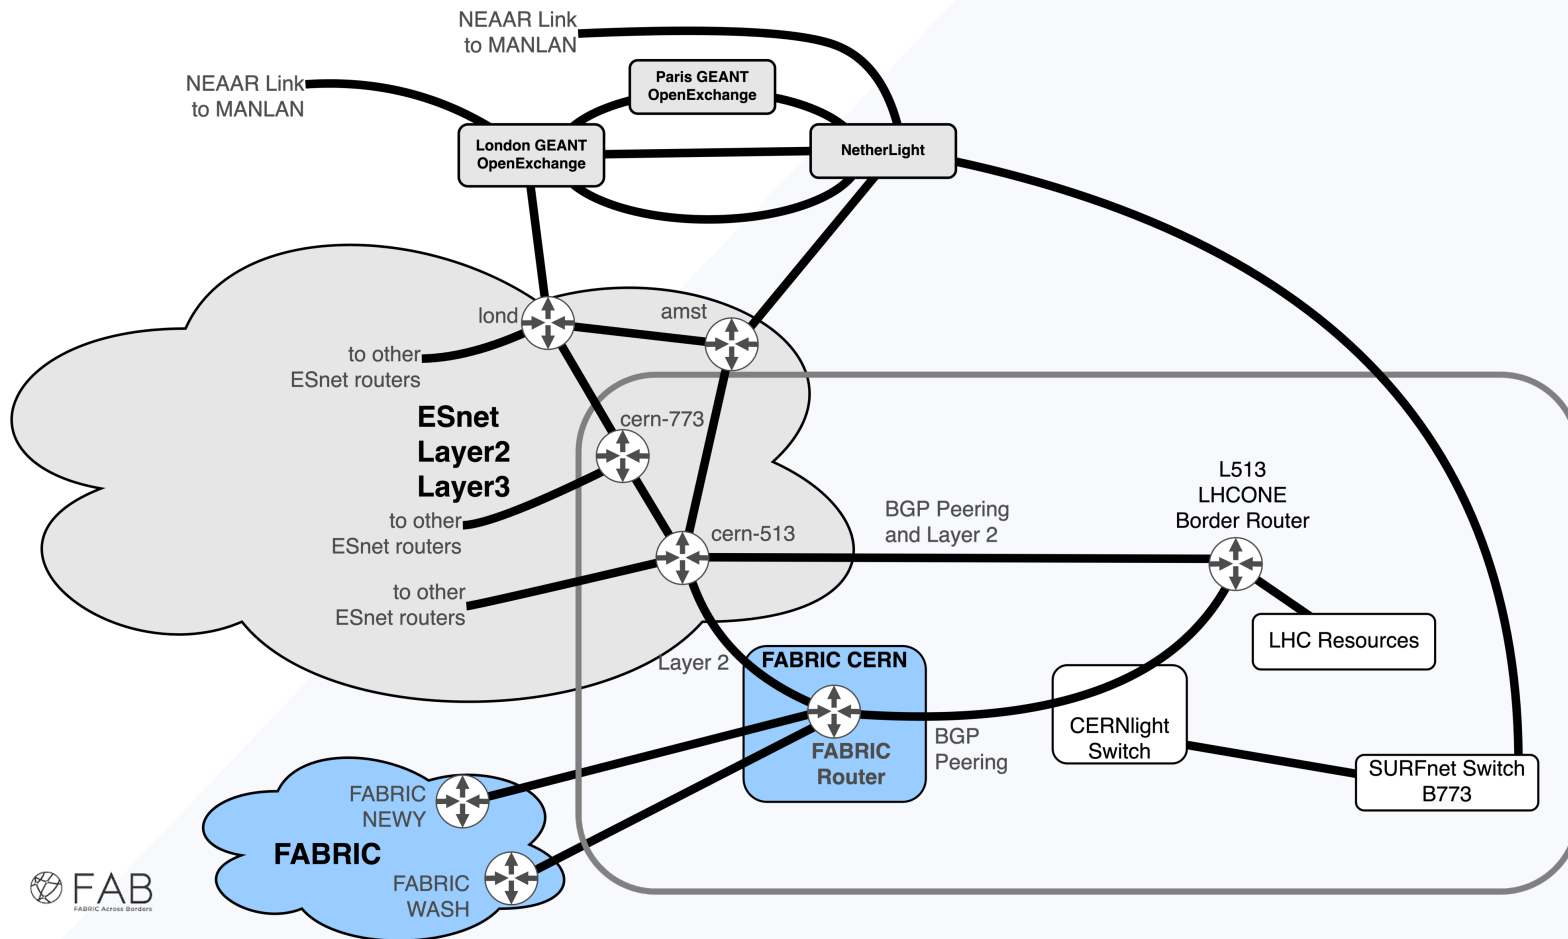 NEAAR Link
to MANLAN
NEAAR Link
to MANLAN
Paris GEANT
OpenExchange
London GEANT
OpenExchange
NetherLight
lond
amst
to other
ESnet routers
ESnet
Layer2
Layer3
cern-773
to other
ESnet routers
cern-513
to other
ESnet routers
BGP Peering
and Layer 2
L513
LHCONE
Border Router
LHC Resources
Layer 2
FABRIC CERN
FABRIC
Router
BGP
Peering
CERNlight
Switch
SURFnet Switch
B773
FABRIC
NEWY
FABRIC
FABRIC
WASH
FAB
FABRIC Across Borders